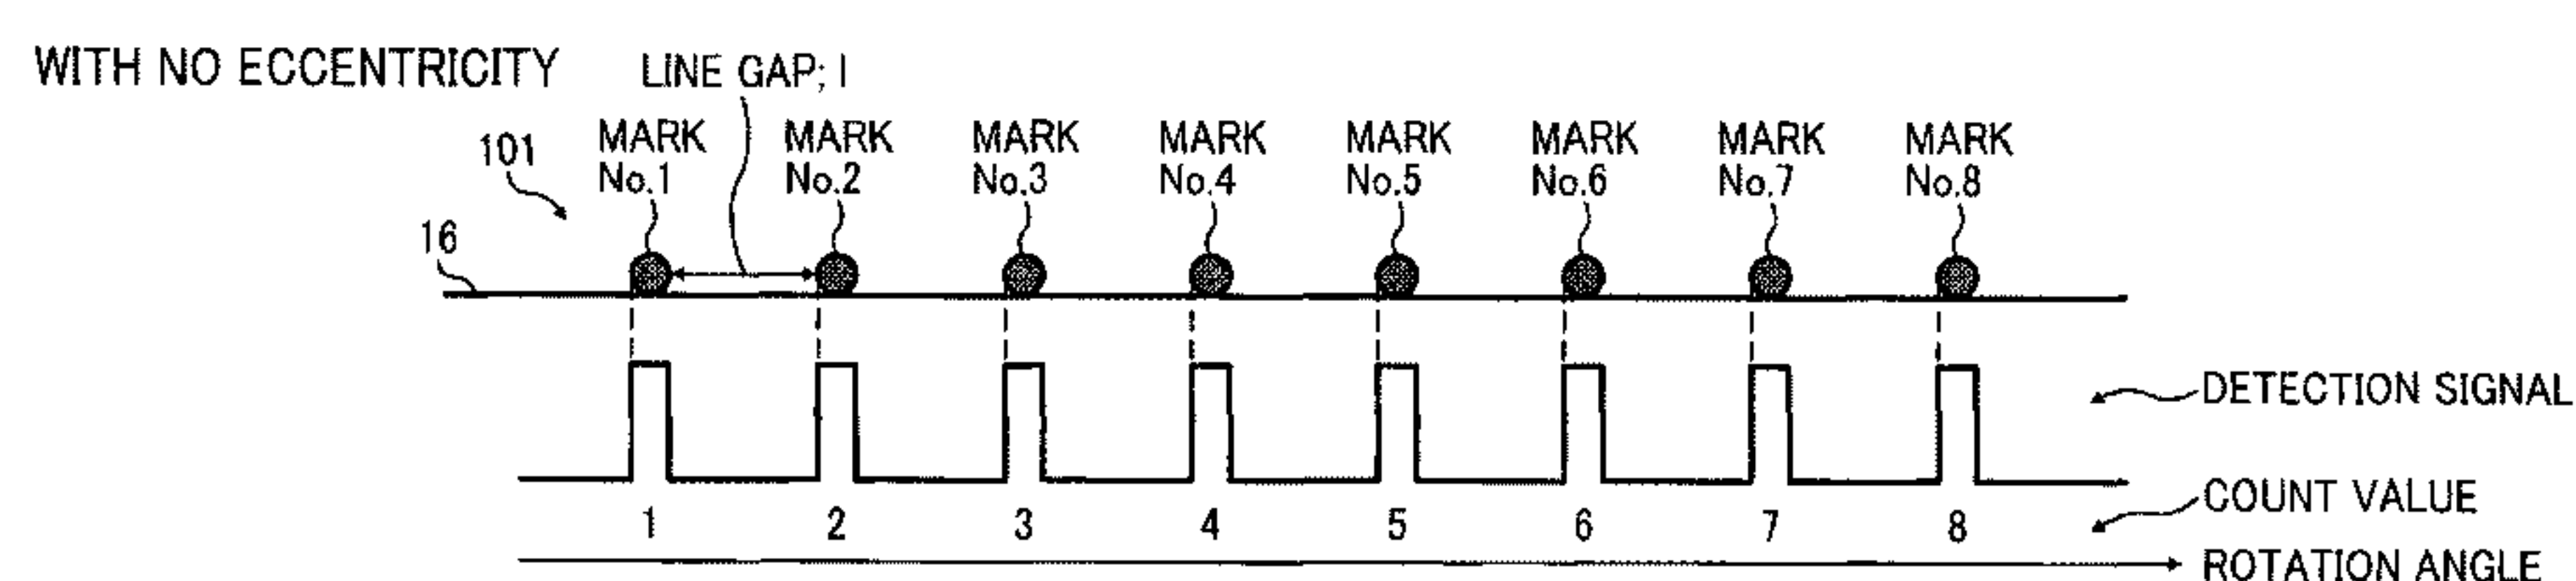 WITH NO ECCENTRICITY
LINE GAP; l
101
16
MARK No.1
MARK No.2
MARK No.3
MARK No.4
MARK No.5
MARK No.6
MARK No.7
MARK No.8
DETECTION SIGNAL
1 2 3 4 5 6 7 8
COUNT VALUE
ROTATION ANGLE